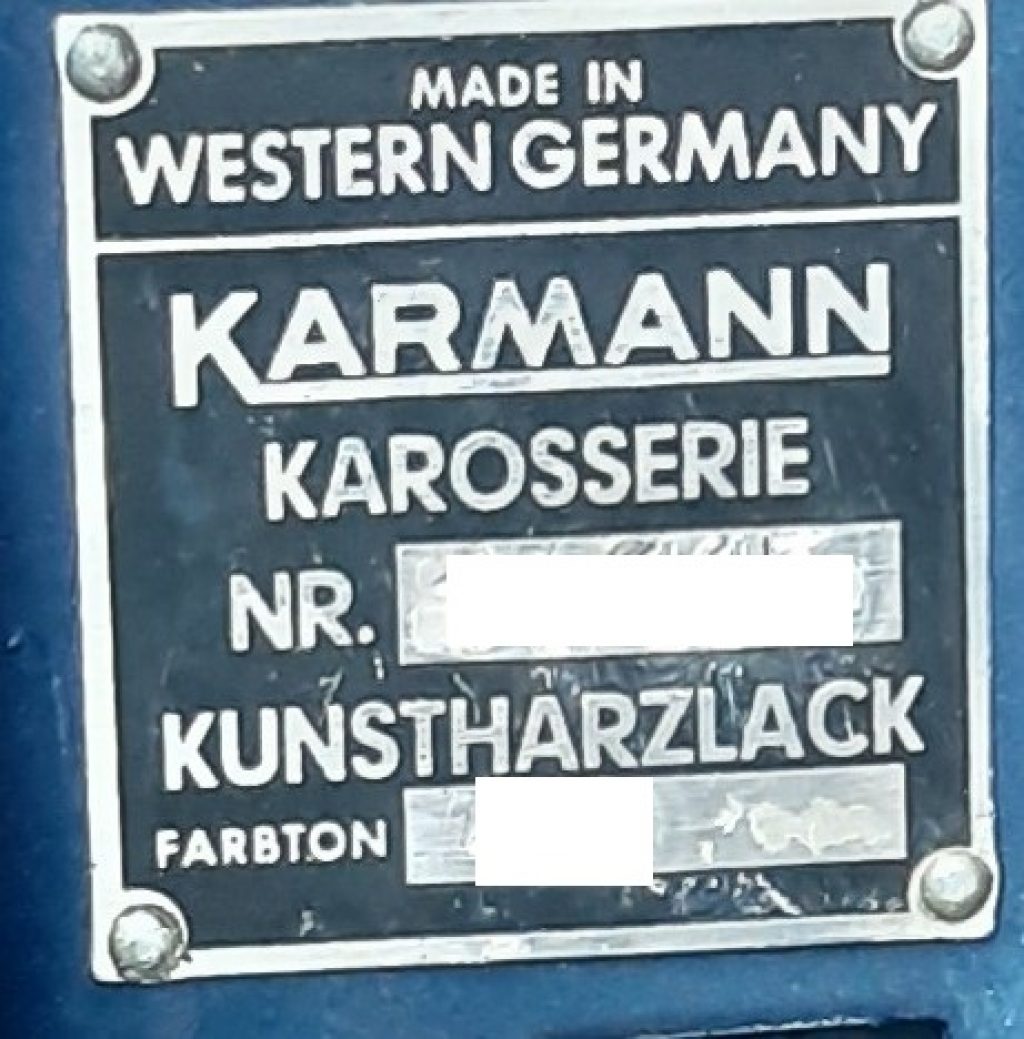 MADE IN
WESTERN GERMANY
KARMANN
KAROSSERIE
NR.
KUNSTHARZLACK
FARBTON